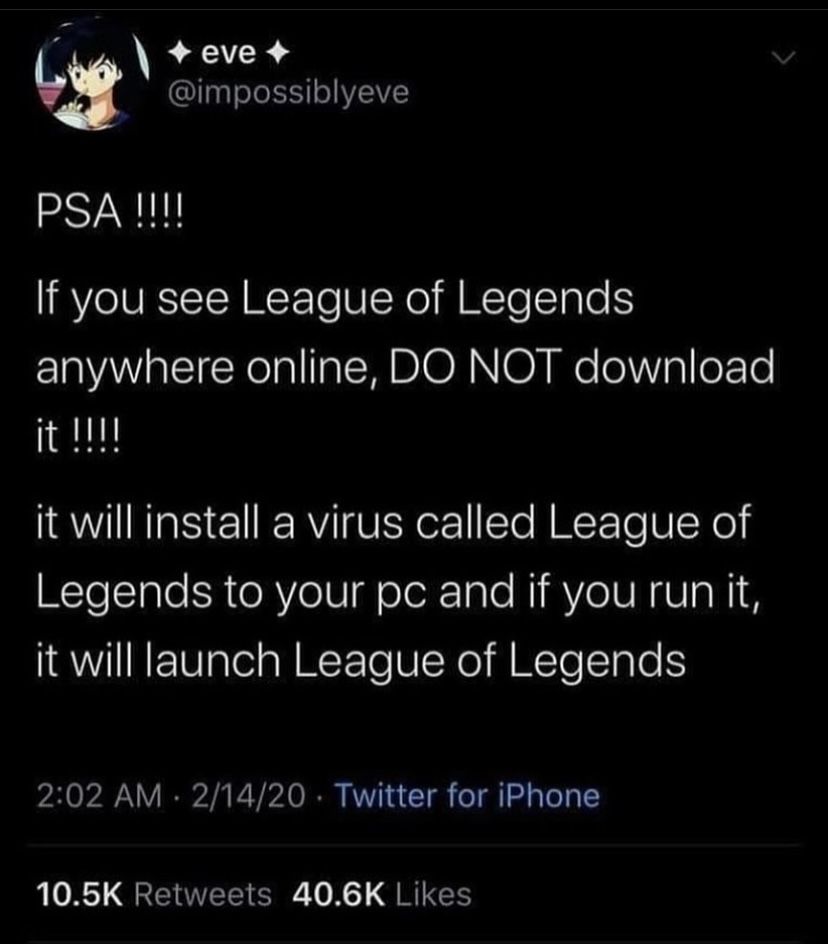 ✦ eve ✦
@impossiblyeve
PSA !!!!
If you see League of Legends
anywhere online, DO NOT download
it !!!!
it will install a virus called League of
Legends to your pc and if you run it,
it will launch League of Legends
2:02 AM · 2/14/20 · Twitter for iPhone
10.5K Retweets 40.6K Likes